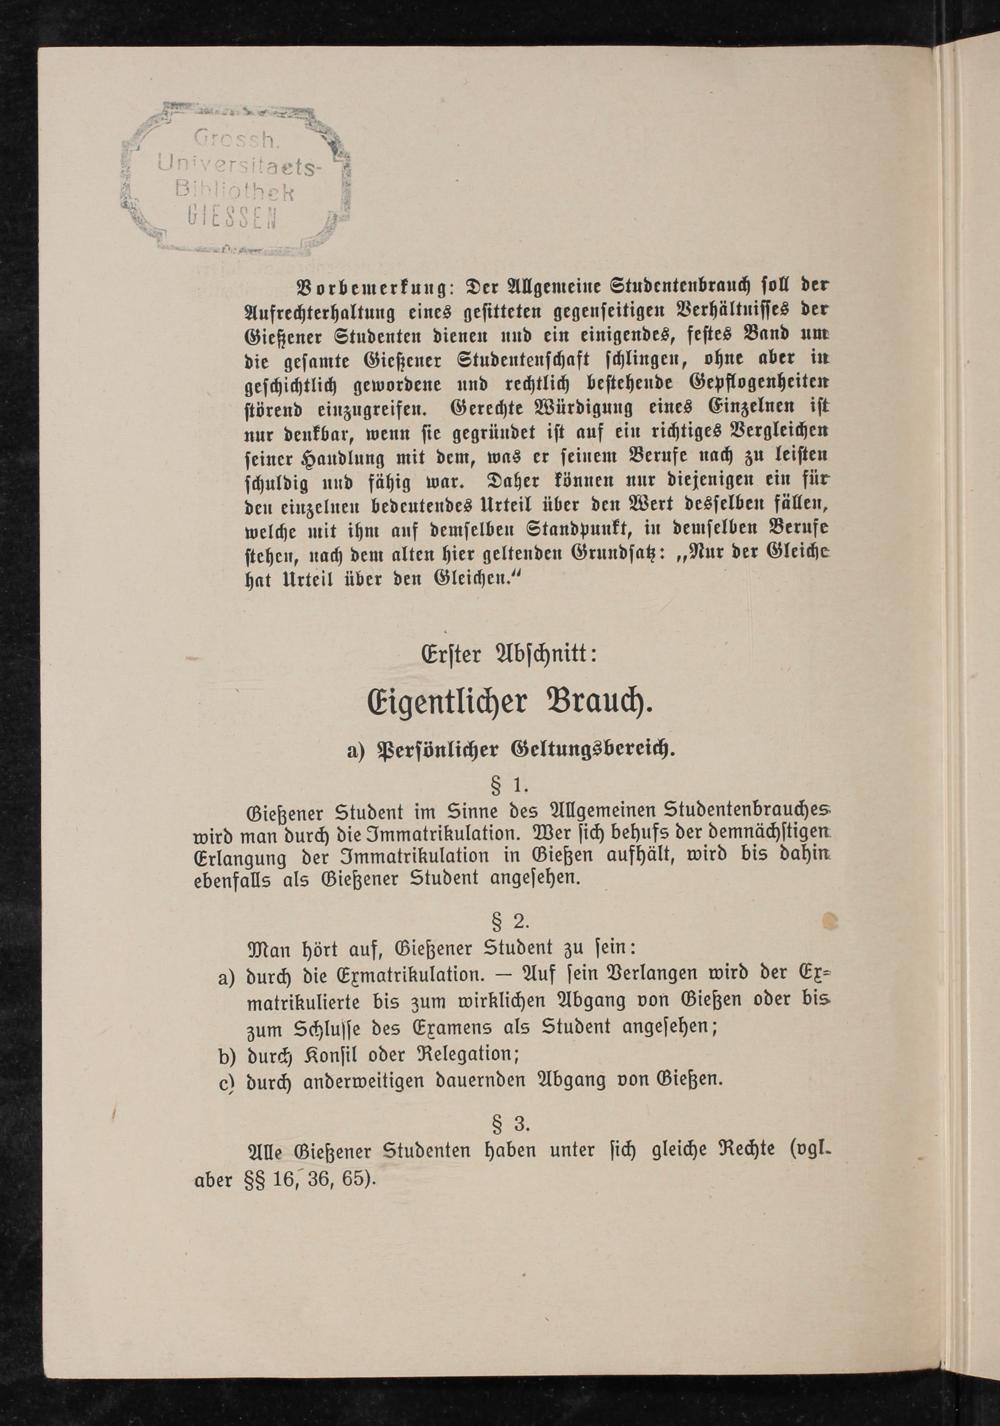 Grossh.
Universitaets-
Bibliothek
GIESSEN
Vorbemerkung: Der Allgemeine Studentenbrauch soll der
Aufrechterhaltung eines gesitteten gegenseitigen Verhältnisses der
Gießener Studenten dienen und ein einigendes, festes Band um
die gesamte Gießener Studentenschaft schlingen, ohne aber in
geschichtlich gewordene und rechtlich bestehende Gepflogenheiten
störend einzugreifen. Gerechte Würdigung eines Einzelnen ist
nur denkbar, wenn sie gegründet ist auf ein richtiges Vergleichen
seiner Handlung mit dem, was er seinem Berufe nach zu leisten
schuldig und fähig war. Daher können nur diejenigen ein für
den einzelnen bedeutendes Urteil über den Wert desselben fällen,
welche mit ihm auf demselben Standpunkt, in demselben Berufe
stehen, nach dem alten hier geltenden Grundsatz: „Nur der Gleiche
hat Urteil über den Gleichen.“
Erster Abschnitt:
Eigentlicher Brauch.
a) Persönlicher Geltungsbereich.
§ 1.
Gießener Student im Sinne des Allgemeinen Studentenbrauches
wird man durch die Immatrikulation. Wer sich behufs der demnächstigen
Erlangung der Immatrikulation in Gießen aufhält, wird bis dahin
ebenfalls als Gießener Student angesehen.
§ 2.
Man hört auf, Gießener Student zu sein:
a) durch die Exmatrikulation. — Auf sein Verlangen wird der Ex-
matrikulierte bis zum wirklichen Abgang von Gießen oder bis
zum Schlusse des Examens als Student angesehen;
b) durch Konsil oder Relegation;
c) durch anderweitigen dauernden Abgang von Gießen.
§ 3.
Alle Gießener Studenten haben unter sich gleiche Rechte (vgl.
aber §§ 16, 36, 65).